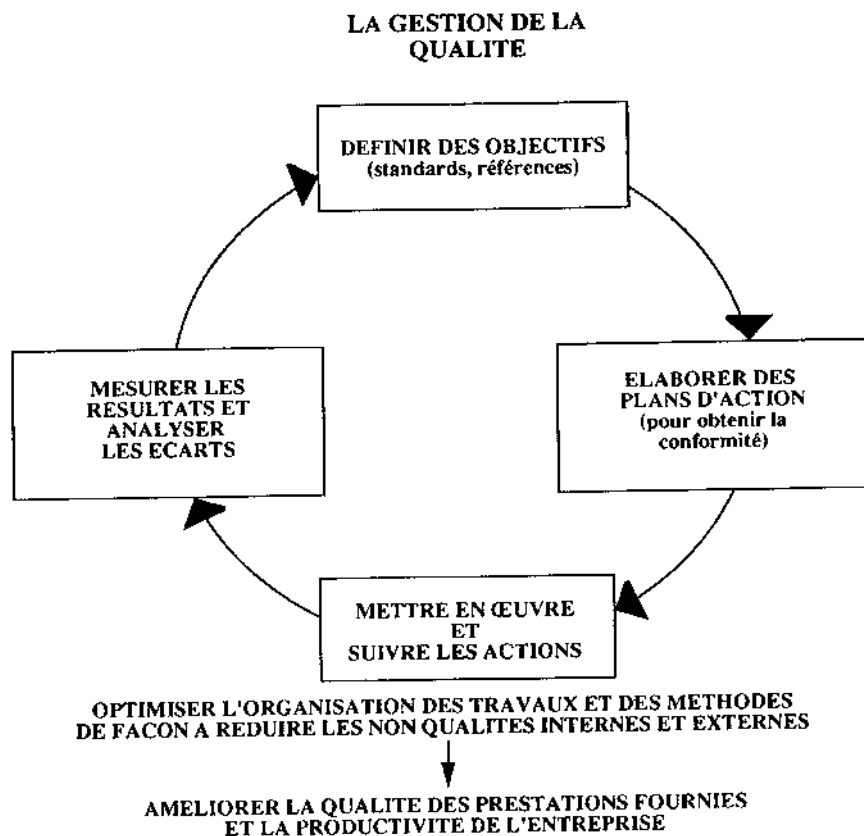 LA GESTION DE LA
QUALITE
DEFINIR DES OBJECTIFS
(standards, références)
MESURER LES
RESULTATS ET
ANALYSER
LES ECARTS
ELABORER DES
PLANS D'ACTION
(pour obtenir la
conformité)
METTRE EN ŒUVRE
ET
SUIVRE LES ACTIONS
OPTIMISER L'ORGANISATION DES TRAVAUX ET DES METHODES
DE FACON A REDUIRE LES NON QUALITES INTERNES ET EXTERNES
AMELIORER LA QUALITE DES PRESTATIONS FOURNIES
ET LA PRODUCTIVITE DE L'ENTREPRISE